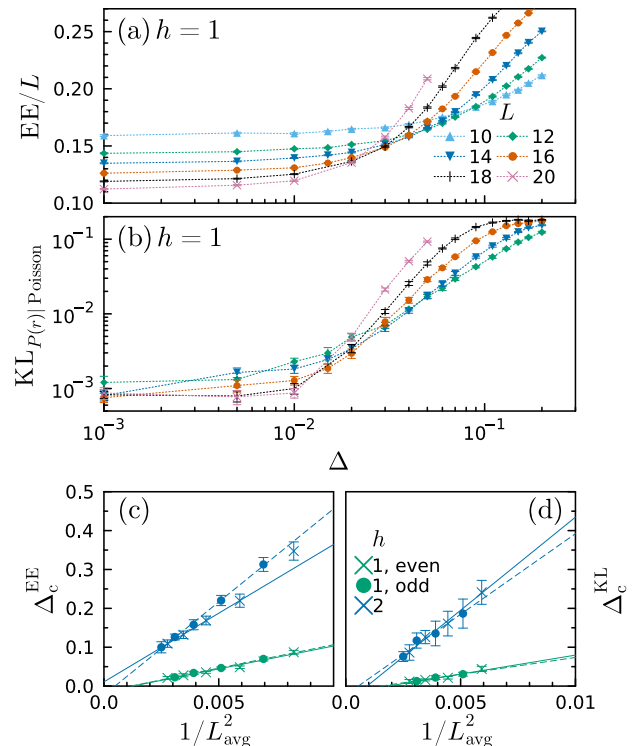 (a) h = 1
EE/L
0.25
0.20
0.15
0.10
L
10 12
14 16
18 20
(b) h = 1
KL_{P(r)|Poisson}
10^{-1}
10^{-2}
10^{-3}
10^{-3} 10^{-2} 10^{-1}
Δ
(c) (d)
Δ_c^{EE}
0.5
0.4
0.3
0.2
0.1
0.0
h
1, even
1, odd
2
Δ_c^{KL}
0.005 0.00 0.005 0.01
1/L_{avg}^2 1/L_{avg}^2